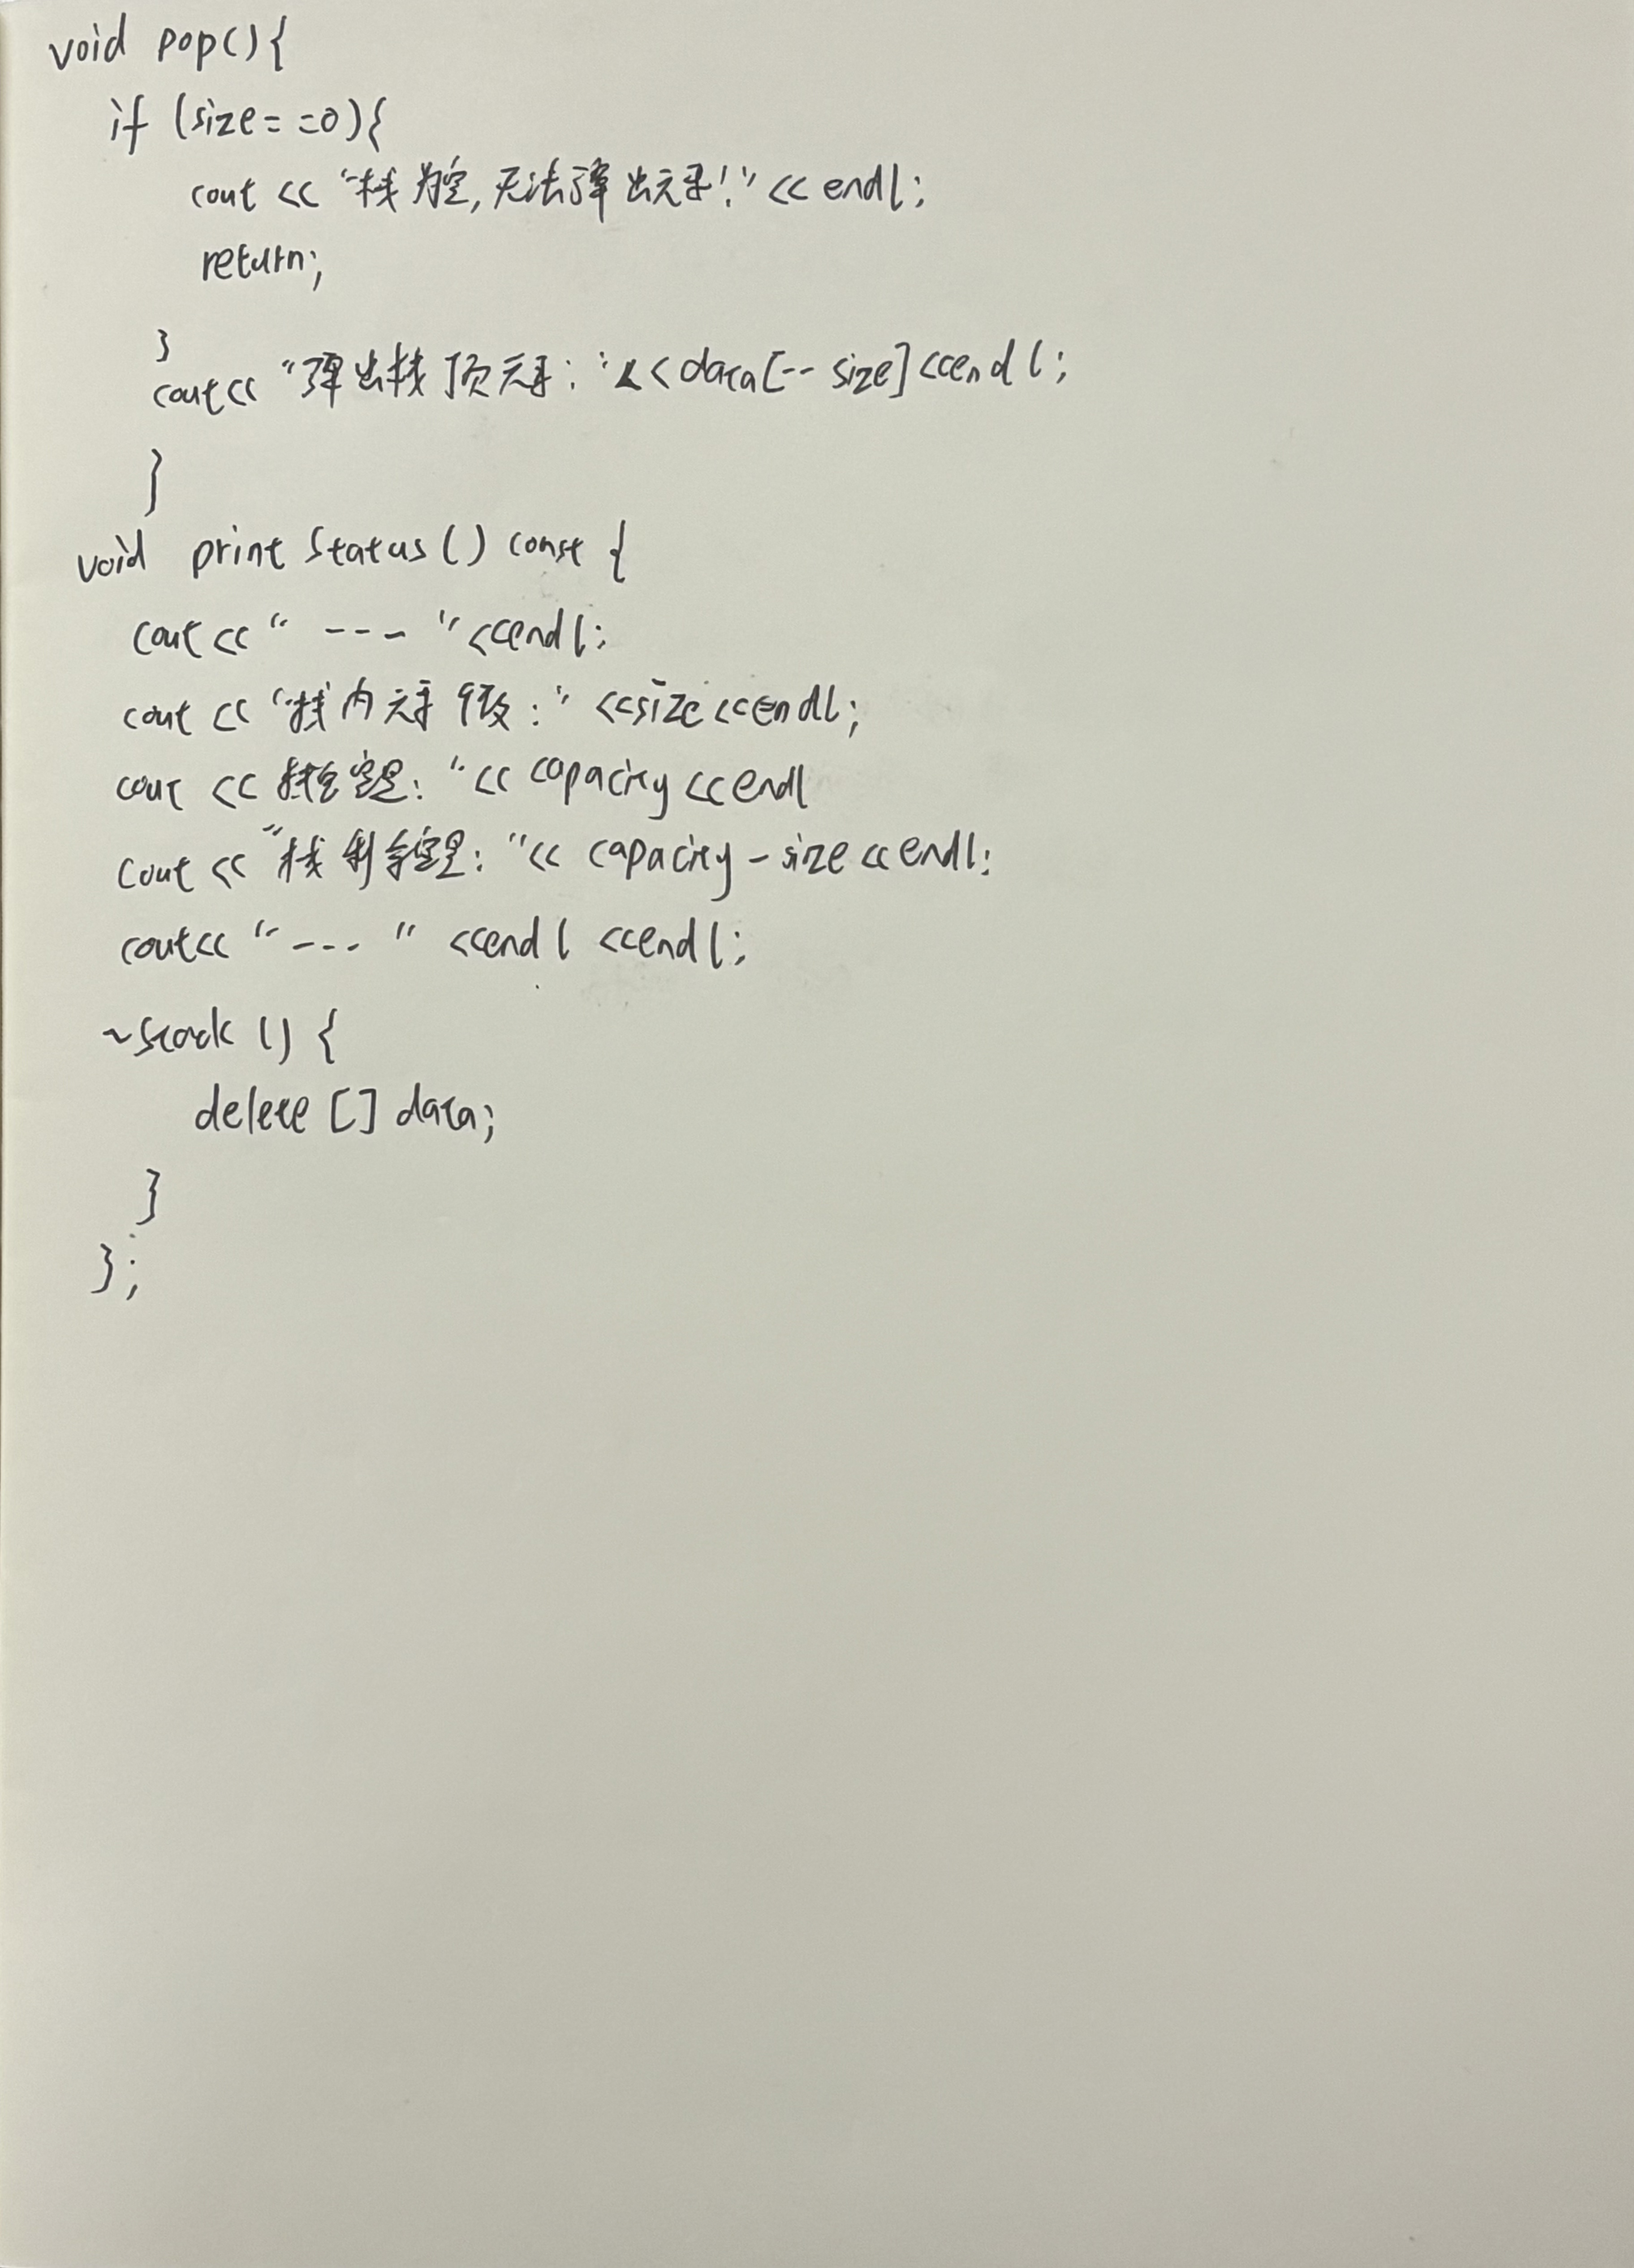 void pop(){
if (size==0){
cout << "栈为空,无法弹出元素!"<< endl;
return;
}
cout<< "弹出栈顶元素: "<<data[--size]<<endl;
}
void printStatus() const {
cout<<" --- "<<endl;
cout << "栈内元素个数:" <<size<<endl;
cout << 栈总容量: "<< capacity <<endl
cout << "栈剩余容量: "<< capacity-size<<endl;
cout<< "---" <<endl <<endl;
~stack () {
delete [] data;
}
};